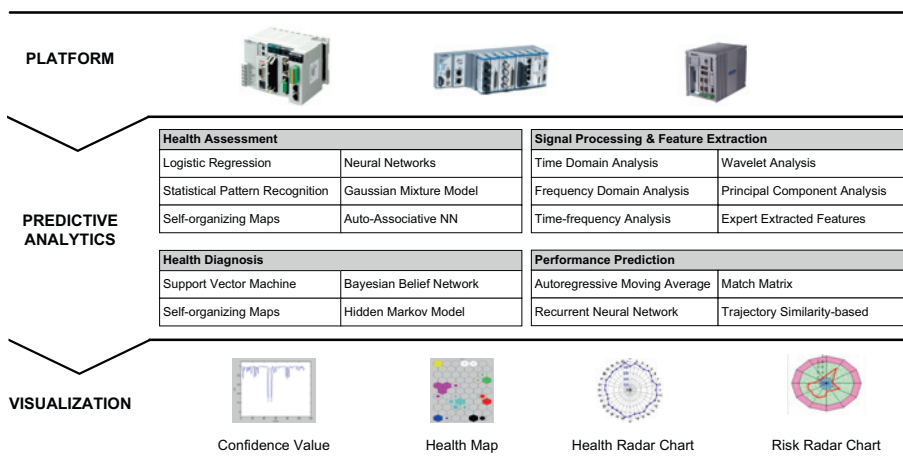 PLATFORM
Health Assessment
Logistic Regression
Neural Networks
Statistical Pattern Recognition
Gaussian Mixture Model
Self-organizing Maps
Auto-Associative NN
Signal Processing & Feature Extraction
Time Domain Analysis
Wavelet Analysis
Frequency Domain Analysis
Principal Component Analysis
Time-frequency Analysis
Expert Extracted Features
PREDICTIVE
ANALYTICS
Health Diagnosis
Support Vector Machine
Bayesian Belief Network
Self-organizing Maps
Hidden Markov Model
Performance Prediction
Autoregressive Moving Average
Match Matrix
Recurrent Neural Network
Trajectory Similarity-based
VISUALIZATION
Confidence Value
Health Map
Health Radar Chart
Risk Radar Chart